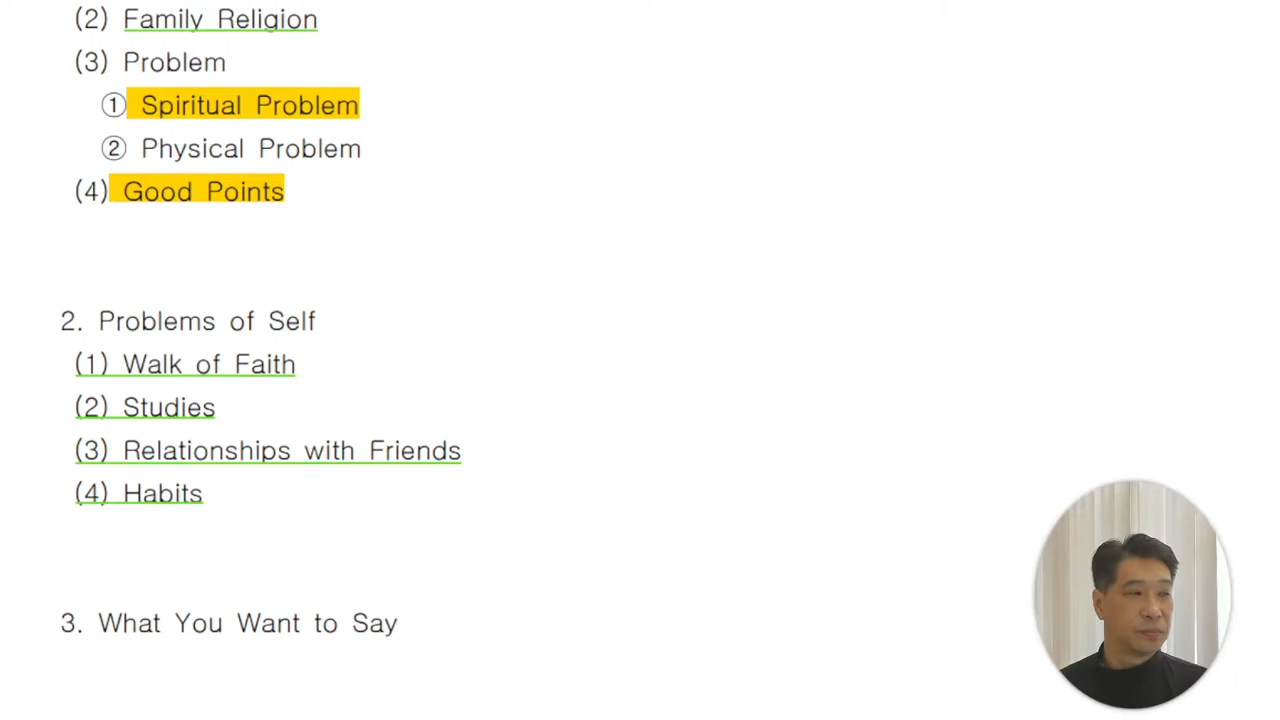 (2) Family Religion
(3) Problem
① Spiritual Problem
② Physical Problem
(4) Good Points
2. Problems of Self
(1) Walk of Faith
(2) Studies
(3) Relationships with Friends
(4) Habits
3. What You Want to Say